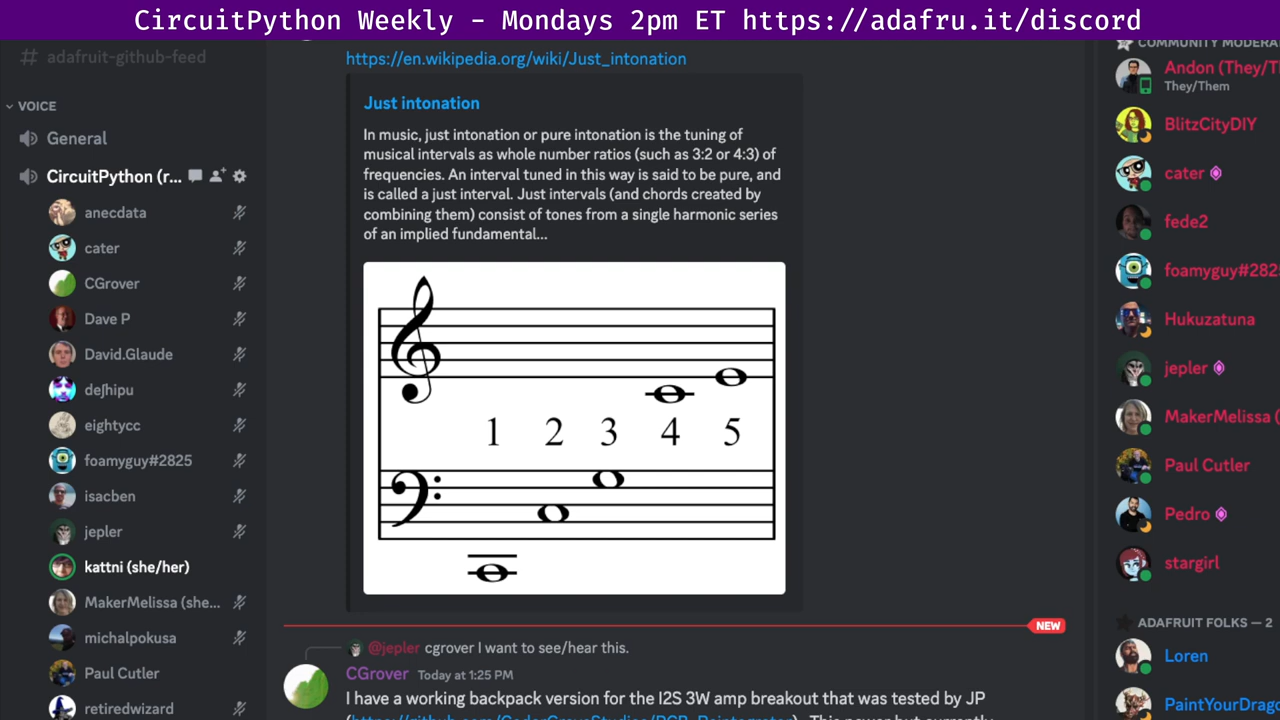 CircuitPython Weekly - Mondays 2pm ET https://adafru.it/discord
# adafruit-github-feed
VOICE
General
CircuitPython (r...
anecdata
cater
CGrover
Dave P
David.Glaude
deʃhipu
eightycc
foamyguy#2825
isacben
jepler
kattni (she/her)
MakerMelissa (she...
michalpokusa
Paul Cutler
retiredwizard
https://en.wikipedia.org/wiki/Just_intonation
Just intonation
In music, just intonation or pure intonation is the tuning of
musical intervals as whole number ratios (such as 3:2 or 4:3) of
frequencies. An interval tuned in this way is said to be pure, and
is called a just interval. Just intervals (and chords created by
combining them) consist of tones from a single harmonic series
of an implied fundamental...
1 2 3 4 5
NEW
@jepler cgrover I want to see/hear this.
CGrover Today at 1:25 PM
I have a working backpack version for the I2S 3W amp breakout that was tested by JP
COMMUNITY MODERA
Andon (They/T
They/Them
BlitzCityDIY
cater
fede2
foamyguy#282
Hukuzatuna
jepler
MakerMelissa (
Paul Cutler
Pedro
stargirl
ADAFRUIT FOLKS — 2
Loren
PaintYourDrago